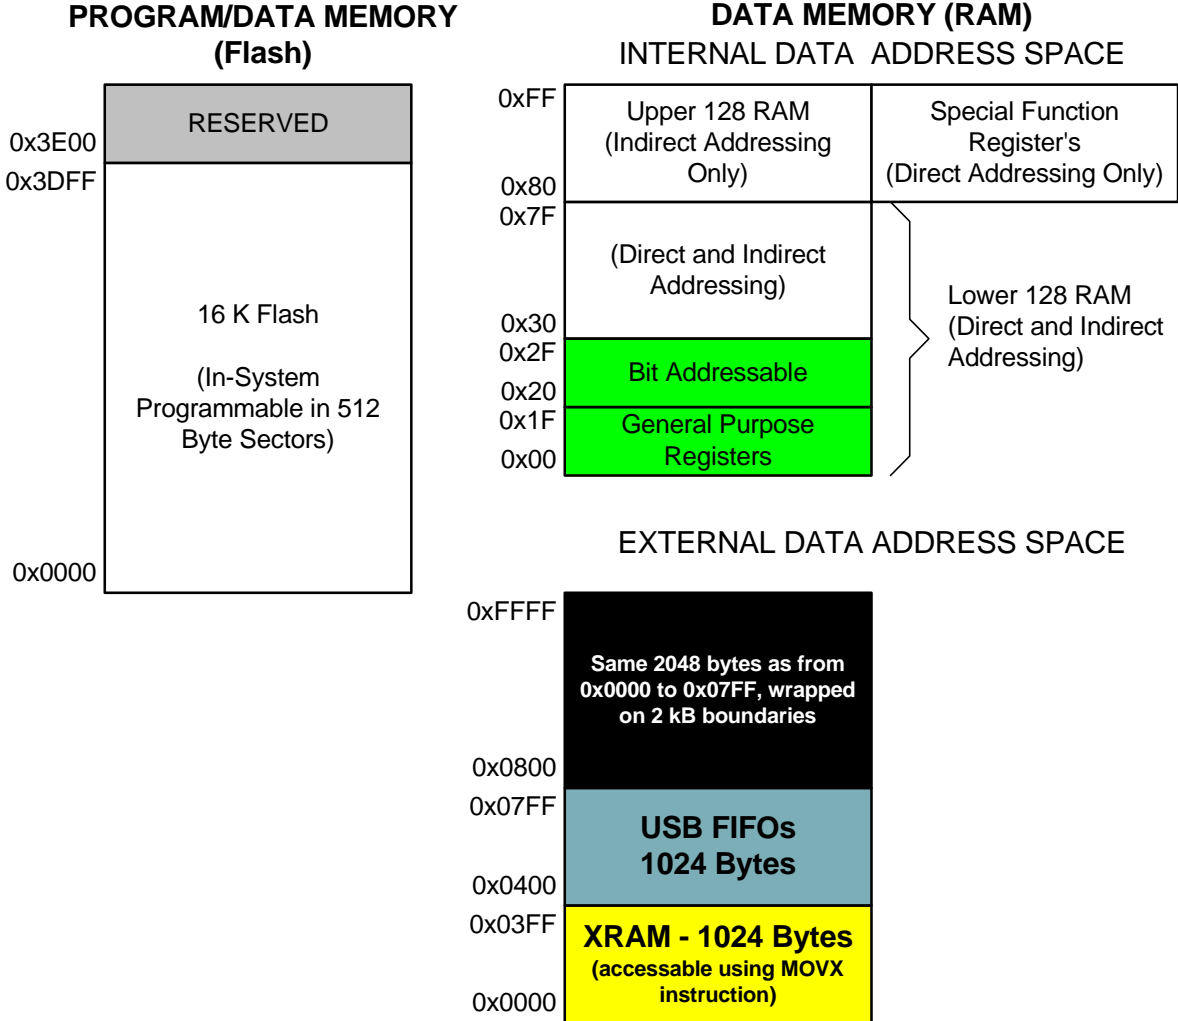 PROGRAM/DATA MEMORY
(Flash)
RESERVED
0x3E00
0x3DFF
16 K Flash
(In-System
Programmable in 512
Byte Sectors)
0x0000
DATA MEMORY (RAM)
INTERNAL DATA ADDRESS SPACE
0xFF
Upper 128 RAM
(Indirect Addressing
Only)
0x80
Special Function
Register's
(Direct Addressing Only)
0x7F
(Direct and Indirect
Addressing)
0x30
0x2F
Bit Addressable
0x20
0x1F
General Purpose
Registers
0x00
Lower 128 RAM
(Direct and Indirect
Addressing)
EXTERNAL DATA ADDRESS SPACE
0xFFFF
Same 2048 bytes as from
0x0000 to 0x07FF, wrapped
on 2 kB boundaries
0x0800
0x07FF
USB FIFOs
1024 Bytes
0x0400
0x03FF
XRAM - 1024 Bytes
(accessable using MOVX
instruction)
0x0000